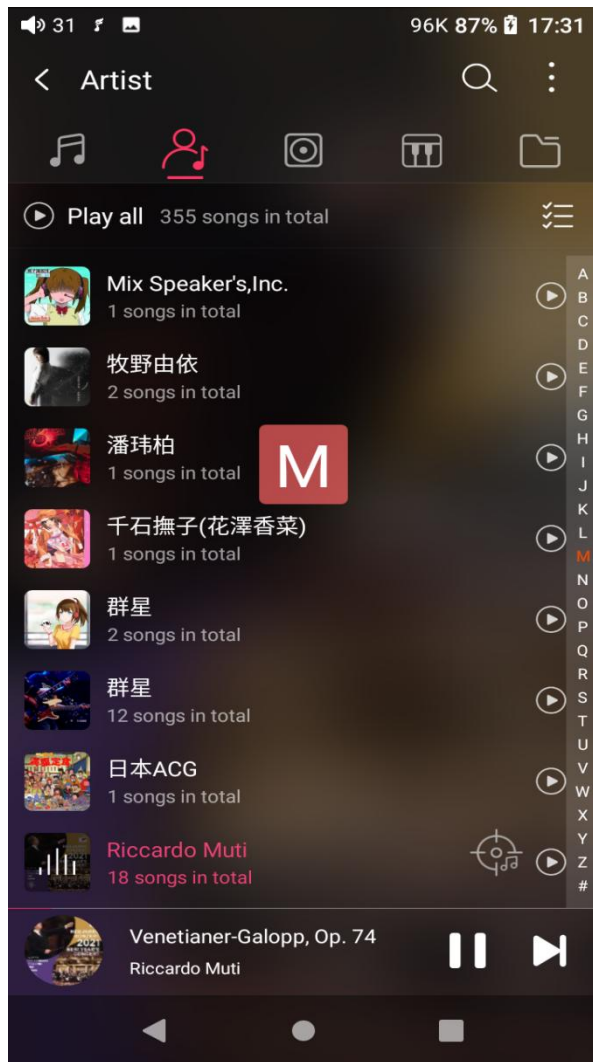 31
96K 87% 17:31
Artist
Play all 355 songs in total
Mix Speaker's,Inc.
1 songs in total
牧野由依
2 songs in total
潘玮柏
1 songs in total
M
千石撫子(花澤香菜)
1 songs in total
群星
2 songs in total
群星
12 songs in total
日本ACG
1 songs in total
Riccardo Muti
18 songs in total
A
B
C
D
E
F
G
H
I
J
K
L
M
N
O
P
Q
R
S
T
U
V
W
X
Y
Z
#
Venetianer-Galopp, Op. 74
Riccardo Muti
2021